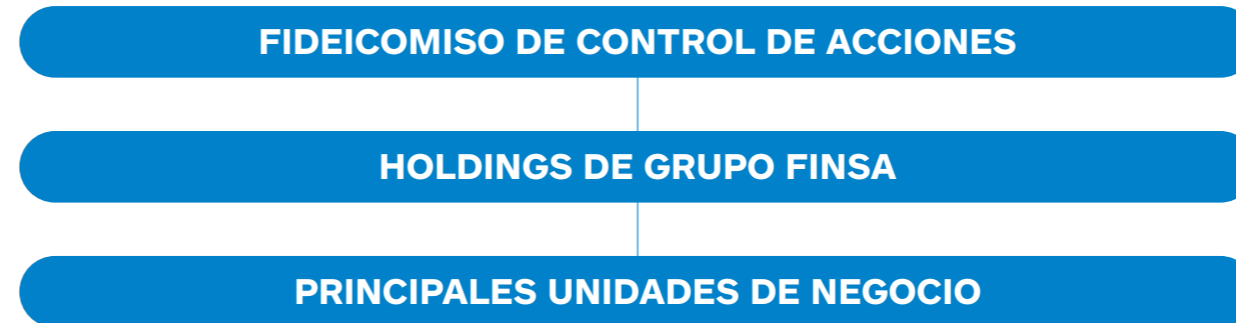 FIDEICOMISO DE CONTROL DE ACCIONES
HOLDINGS DE GRUPO FINSA
PRINCIPALES UNIDADES DE NEGOCIO